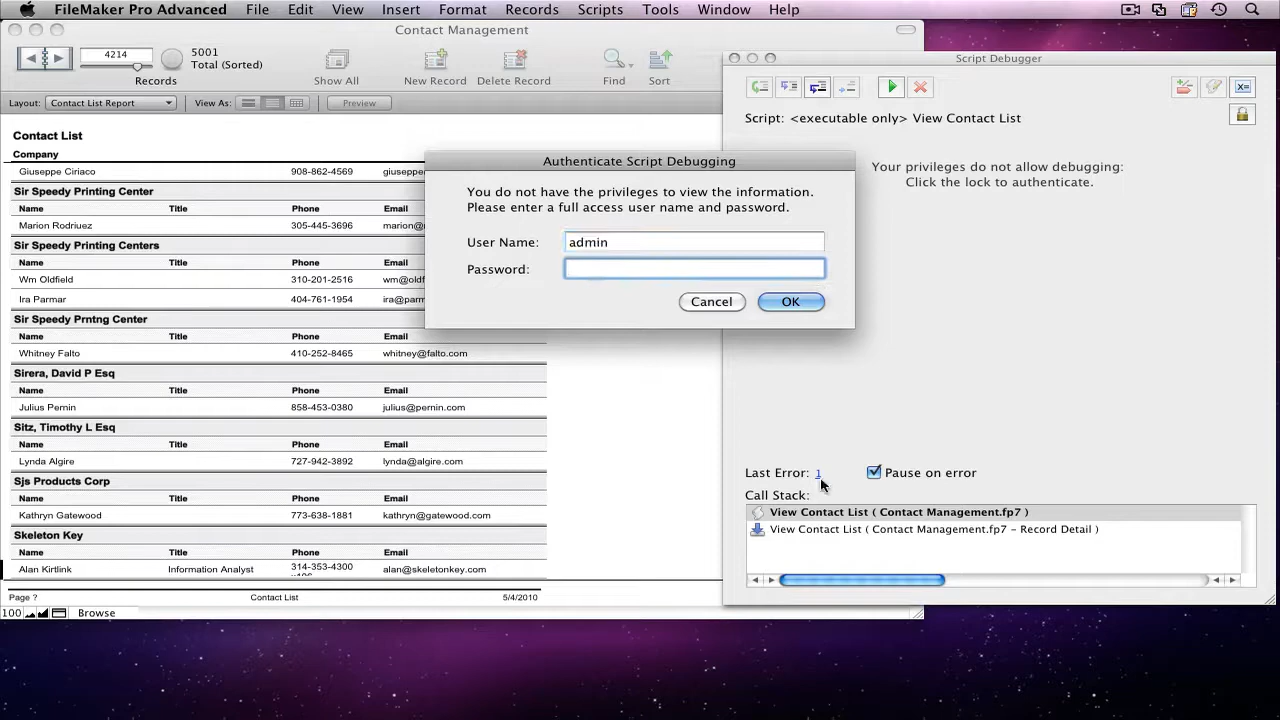 FileMaker Pro Advanced File Edit View Insert Format Records Scripts Tools Window Help
Contact Management
4214
5001
Total (Sorted)
Records
Show All
New Record
Delete Record
Find
Sort
Layout: Contact List Report
View As:
Preview
Contact List
Company
Giuseppe Ciriaco 908-862-4569 giuseppe
Sir Speedy Printing Center
Name Title Phone Email
Marion Rodriuez 305-445-3696 marion@
Sir Speedy Printing Centers
Name Title Phone Email
Wm Oldfield 310-201-2516 wm@oldf
Ira Parmar 404-761-1954 ira@parm
Sir Speedy Prntng Center
Name Title Phone Email
Whitney Falto 410-252-8465 whitney@falto.com
Sirera, David P Esq
Name Title Phone Email
Julius Pernin 858-453-0380 julius@pernin.com
Sitz, Timothy L Esq
Name Title Phone Email
Lynda Algire 727-942-3892 lynda@algire.com
Sjs Products Corp
Name Title Phone Email
Kathryn Gatewood 773-638-1881 kathryn@gatewood.com
Skeleton Key
Name Title Phone Email
Alan Kirtlink Information Analyst 314-353-4300 alan@skeletonkey.com
Page ? Contact List 5/4/2010
100 Browse
Authenticate Script Debugging
You do not have the privileges to view the information.
Please enter a full access user name and password.
User Name: admin
Password:
Cancel OK
Script Debugger
Script: <executable only> View Contact List
Your privileges do not allow debugging:
Click the lock to authenticate.
Last Error: 1 Pause on error
Call Stack:
View Contact List ( Contact Management.fp7 )
View Contact List ( Contact Management.fp7 - Record Detail )